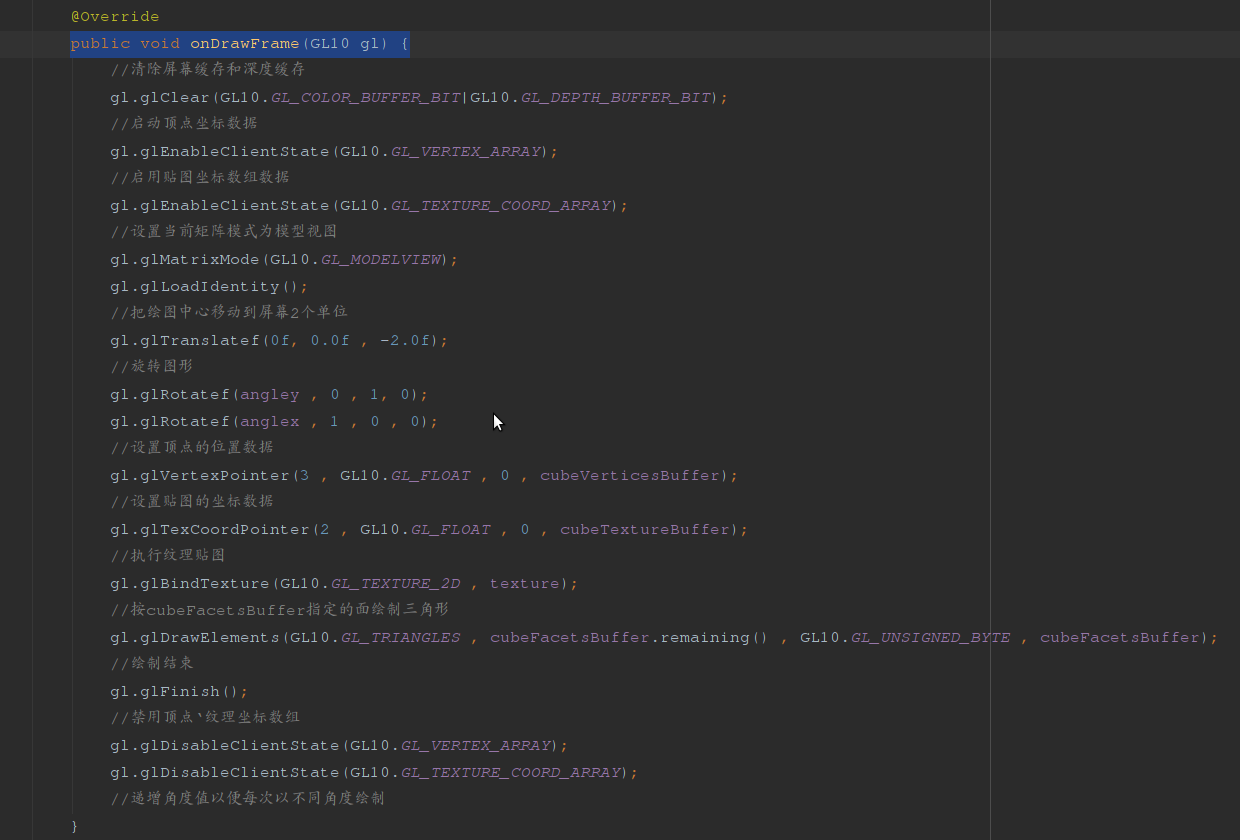 @Override
public void onDrawFrame(GL10 gl) {
//清除屏幕缓存和深度缓存
gl.glClear(GL10.GL_COLOR_BUFFER_BIT|GL10.GL_DEPTH_BUFFER_BIT);
//启动顶点坐标数据
gl.glEnableClientState(GL10.GL_VERTEX_ARRAY);
//启用贴图坐标数组数据
gl.glEnableClientState(GL10.GL_TEXTURE_COORD_ARRAY);
//设置当前矩阵模式为模型视图
gl.glMatrixMode(GL10.GL_MODELVIEW);
gl.glLoadIdentity();
//把绘图中心移动到屏幕2个单位
gl.glTranslatef(0f, 0.0f , -2.0f);
//旋转图形
gl.glRotatef(angley , 0 , 1, 0);
gl.glRotatef(anglex , 1 , 0 , 0);
//设置顶点的位置数据
gl.glVertexPointer(3 , GL10.GL_FLOAT , 0 , cubeVerticesBuffer);
//设置贴图的坐标数据
gl.glTexCoordPointer(2 , GL10.GL_FLOAT , 0 , cubeTextureBuffer);
//执行纹理贴图
gl.glBindTexture(GL10.GL_TEXTURE_2D , texture);
//按cubeFacetsBuffer指定的面绘制三角形
gl.glDrawElements(GL10.GL_TRIANGLES , cubeFacetsBuffer.remaining() , GL10.GL_UNSIGNED_BYTE , cubeFacetsBuffer);
//绘制结束
gl.glFinish();
//禁用顶点、纹理坐标数组
gl.glDisableClientState(GL10.GL_VERTEX_ARRAY);
gl.glDisableClientState(GL10.GL_TEXTURE_COORD_ARRAY);
//递增角度值以便每次以不同角度绘制
}